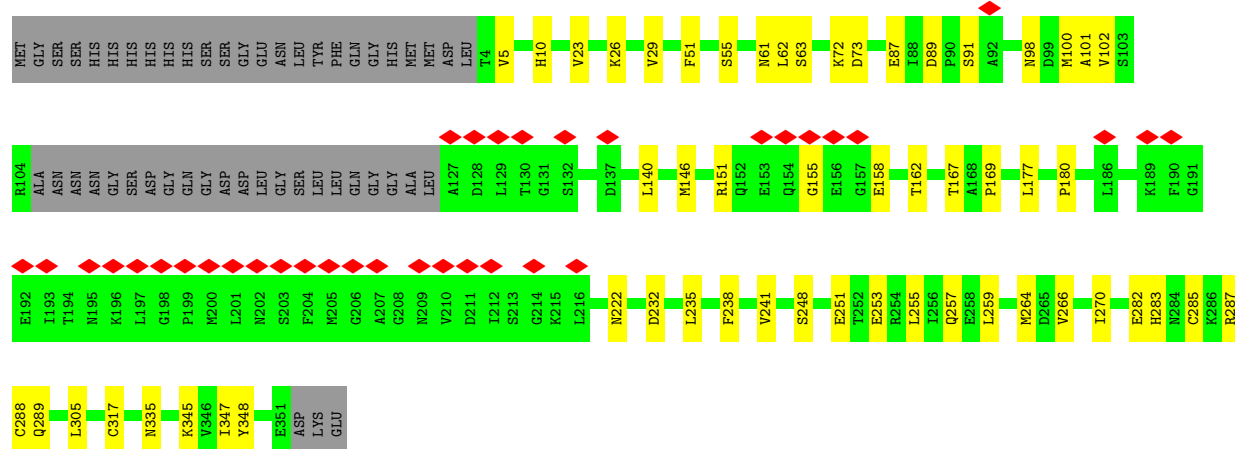 MET GLY SER SER HIS HIS HIS HIS HIS HIS SER SER GLY GLU ASN LEU TYR PHE GLN GLY HIS MET MET ASP LEU T4 V5 H10 V23 K26 V29 F51 S55 N61 L62 S63 K72 D73 E87 I88 D89 P90 S91 A92 N98 D99 M100 A101 V102 S103
R104 ALA ASN ASN ASN GLY SER ASP GLY GLN GLY ASP ASP LEU GLY SER LEU LEU GLN GLY GLY ALA LEU A127 D128 L129 T130 G131 S132 D137 L140 M146 R151 Q152 E153 Q154 G155 E156 G157 E158 T162 T167 A168 P169 L177 P180 L186 K189 F190 G191
E192 I193 T194 N195 K196 L197 G198 P199 M200 L201 N202 S203 F204 M205 G206 A207 G208 N209 V210 D211 I212 S213 G214 K215 L216 N222 D232 L235 F238 V241 S248 E251 T252 E253 R254 L255 I256 Q257 E258 L259 M264 D265 V266 I270 E282 H283 N284 C285 K286 R287
C288 Q289 L305 C317 N335 K345 V346 I347 Y348 E351 ASP LYS GLU